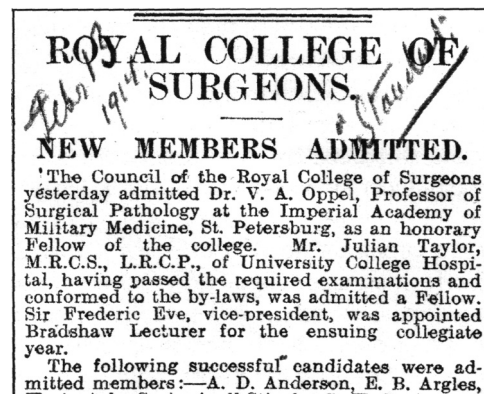 ROYAL COLLEGE OF
SURGEONS.
Feby 13
1914.
Standard.
NEW MEMBERS ADMITTED.
The Council of the Royal College of Surgeons
yesterday admitted Dr. V. A. Oppel, Professor of
Surgical Pathology at the Imperial Academy of
Military Medicine, St. Petersburg, as an honorary
Fellow of the college. Mr. Julian Taylor,
M.R.C.S., L.R.C.P., of University College Hospi-
tal, having passed the required examinations and
conformed to the by-laws, was admitted a Fellow.
Sir Frederic Eve, vice-president, was appointed
Bradshaw Lecturer for the ensuing collegiate
year.
The following successful candidates were ad-
mitted members:—A. D. Anderson, E. B. Argles,